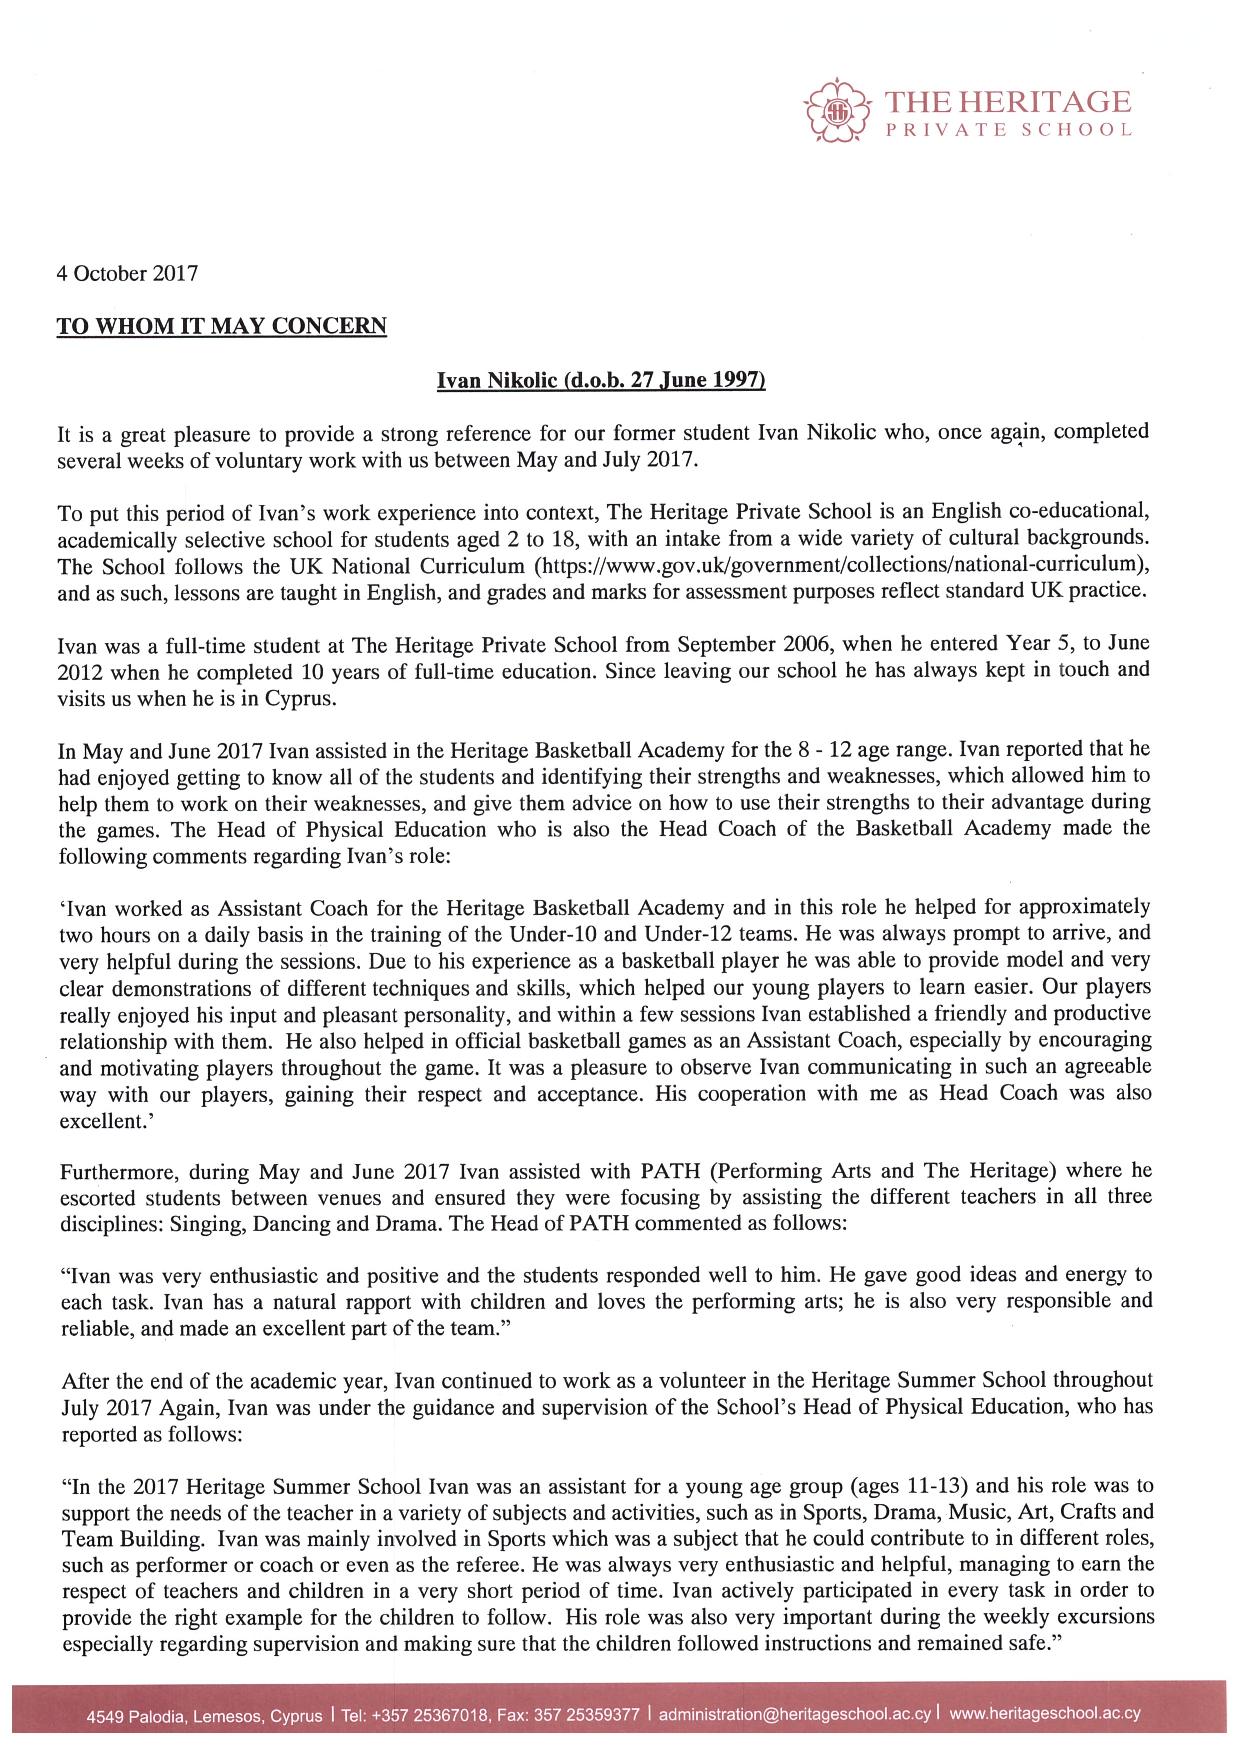 THE HERITAGE
PRIVATE SCHOOL
4 October 2017
TO WHOM IT MAY CONCERN
Ivan Nikolic (d.o.b. 27 June 1997)
It is a great pleasure to provide a strong reference for our former student Ivan Nikolic who, once again, completed
several weeks of voluntary work with us between May and July 2017.
To put this period of Ivan's work experience into context, The Heritage Private School is an English co-educational,
academically selective school for students aged 2 to 18, with an intake from a wide variety of cultural backgrounds.
The School follows the UK National Curriculum (https://www.gov.uk/government/collections/national-curriculum),
and as such, lessons are taught in English, and grades and marks for assessment purposes reflect standard UK practice.
Ivan was a full-time student at The Heritage Private School from September 2006, when he entered Year 5, to June
2012 when he completed 10 years of full-time education. Since leaving our school he has always kept in touch and
visits us when he is in Cyprus.
In May and June 2017 Ivan assisted in the Heritage Basketball Academy for the 8 - 12 age range. Ivan reported that he
had enjoyed getting to know all of the students and identifying their strengths and weaknesses, which allowed him to
help them to work on their weaknesses, and give them advice on how to use their strengths to their advantage during
the games. The Head of Physical Education who is also the Head Coach of the Basketball Academy made the
following comments regarding Ivan's role:
‘Ivan worked as Assistant Coach for the Heritage Basketball Academy and in this role he helped for approximately
two hours on a daily basis in the training of the Under-10 and Under-12 teams. He was always prompt to arrive, and
very helpful during the sessions. Due to his experience as a basketball player he was able to provide model and very
clear demonstrations of different techniques and skills, which helped our young players to learn easier. Our players
really enjoyed his input and pleasant personality, and within a few sessions Ivan established a friendly and productive
relationship with them. He also helped in official basketball games as an Assistant Coach, especially by encouraging
and motivating players throughout the game. It was a pleasure to observe Ivan communicating in such an agreeable
way with our players, gaining their respect and acceptance. His cooperation with me as Head Coach was also
excellent.’
Furthermore, during May and June 2017 Ivan assisted with PATH (Performing Arts and The Heritage) where he
escorted students between venues and ensured they were focusing by assisting the different teachers in all three
disciplines: Singing, Dancing and Drama. The Head of PATH commented as follows:
“Ivan was very enthusiastic and positive and the students responded well to him. He gave good ideas and energy to
each task. Ivan has a natural rapport with children and loves the performing arts; he is also very responsible and
reliable, and made an excellent part of the team.”
After the end of the academic year, Ivan continued to work as a volunteer in the Heritage Summer School throughout
July 2017 Again, Ivan was under the guidance and supervision of the School's Head of Physical Education, who has
reported as follows:
“In the 2017 Heritage Summer School Ivan was an assistant for a young age group (ages 11-13) and his role was to
support the needs of the teacher in a variety of subjects and activities, such as in Sports, Drama, Music, Art, Crafts and
Team Building. Ivan was mainly involved in Sports which was a subject that he could contribute to in different roles,
such as performer or coach or even as the referee. He was always very enthusiastic and helpful, managing to earn the
respect of teachers and children in a very short period of time. Ivan actively participated in every task in order to
provide the right example for the children to follow. His role was also very important during the weekly excursions
especially regarding supervision and making sure that the children followed instructions and remained safe.”
4549 Palodia, Lemesos, Cyprus | Tel: +357 25367018, Fax: 357 25359377 | administration@heritageschool.ac.cy | www.heritageschool.ac.cy